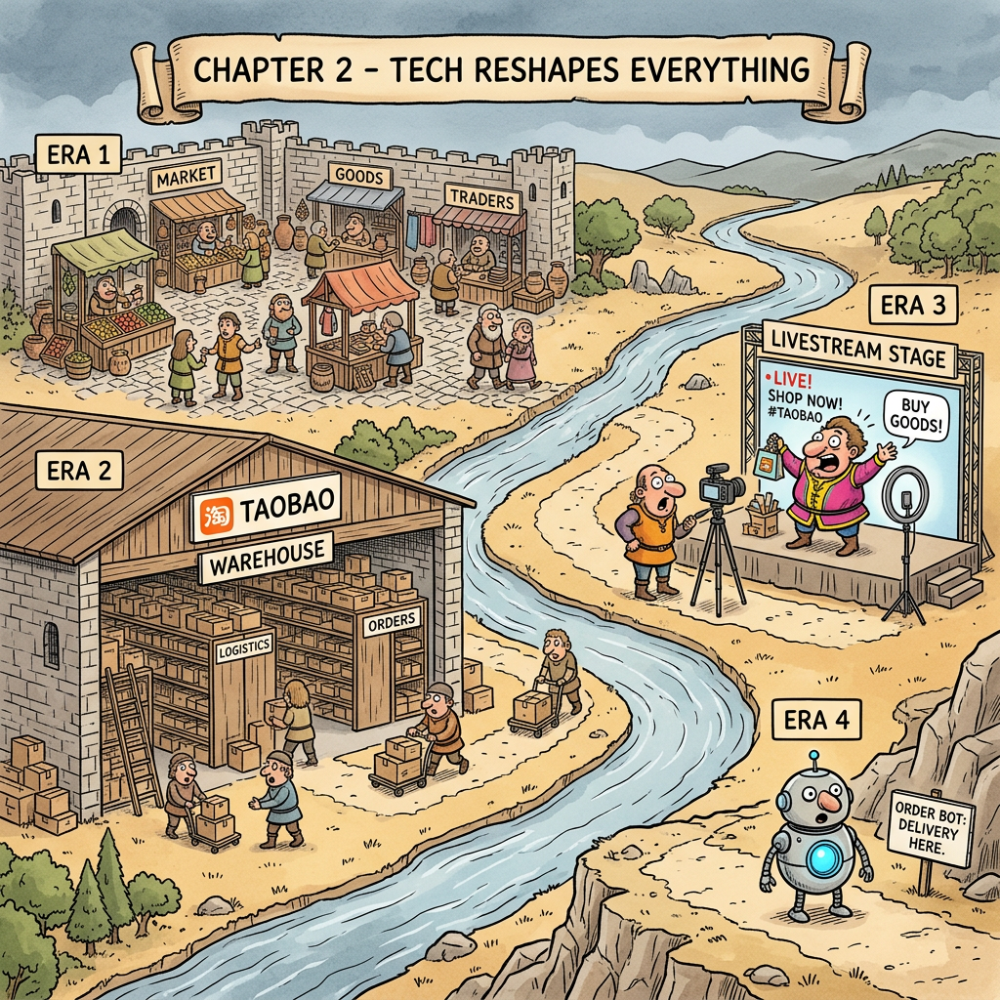 CHAPTER 2 - TECH RESHAPES EVERYTHING
ERA 1
MARKET
GOODS
TRADERS
ERA 3
LIVESTREAM STAGE
•LIVE!
SHOP NOW!
#TAOBAO
BUY
GOODS!
ERA 2
淘 TAOBAO
WAREHOUSE
LOGISTICS
ORDERS
ERA 4
ORDER BOT:
DELIVERY
HERE.